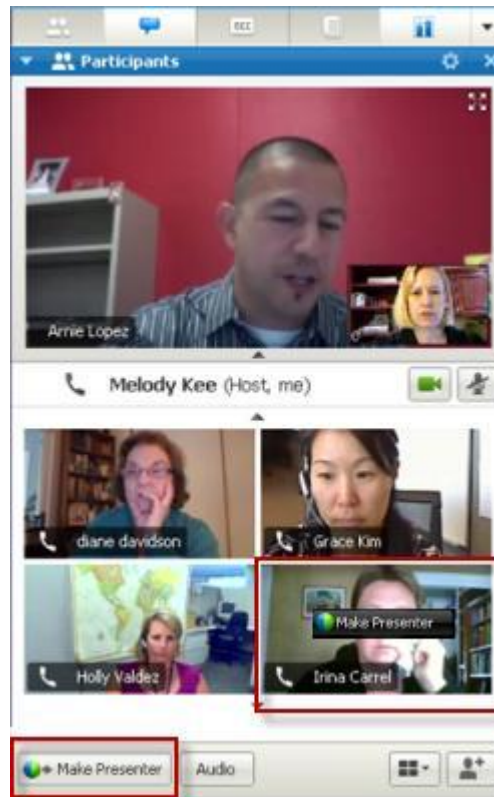 Participants
Arnie Lopez
Melody Kee (Host, me)
diane davidson
Grace Kim
Make Presenter
Holly Valdez
Irina Carrel
Make Presenter
Audio